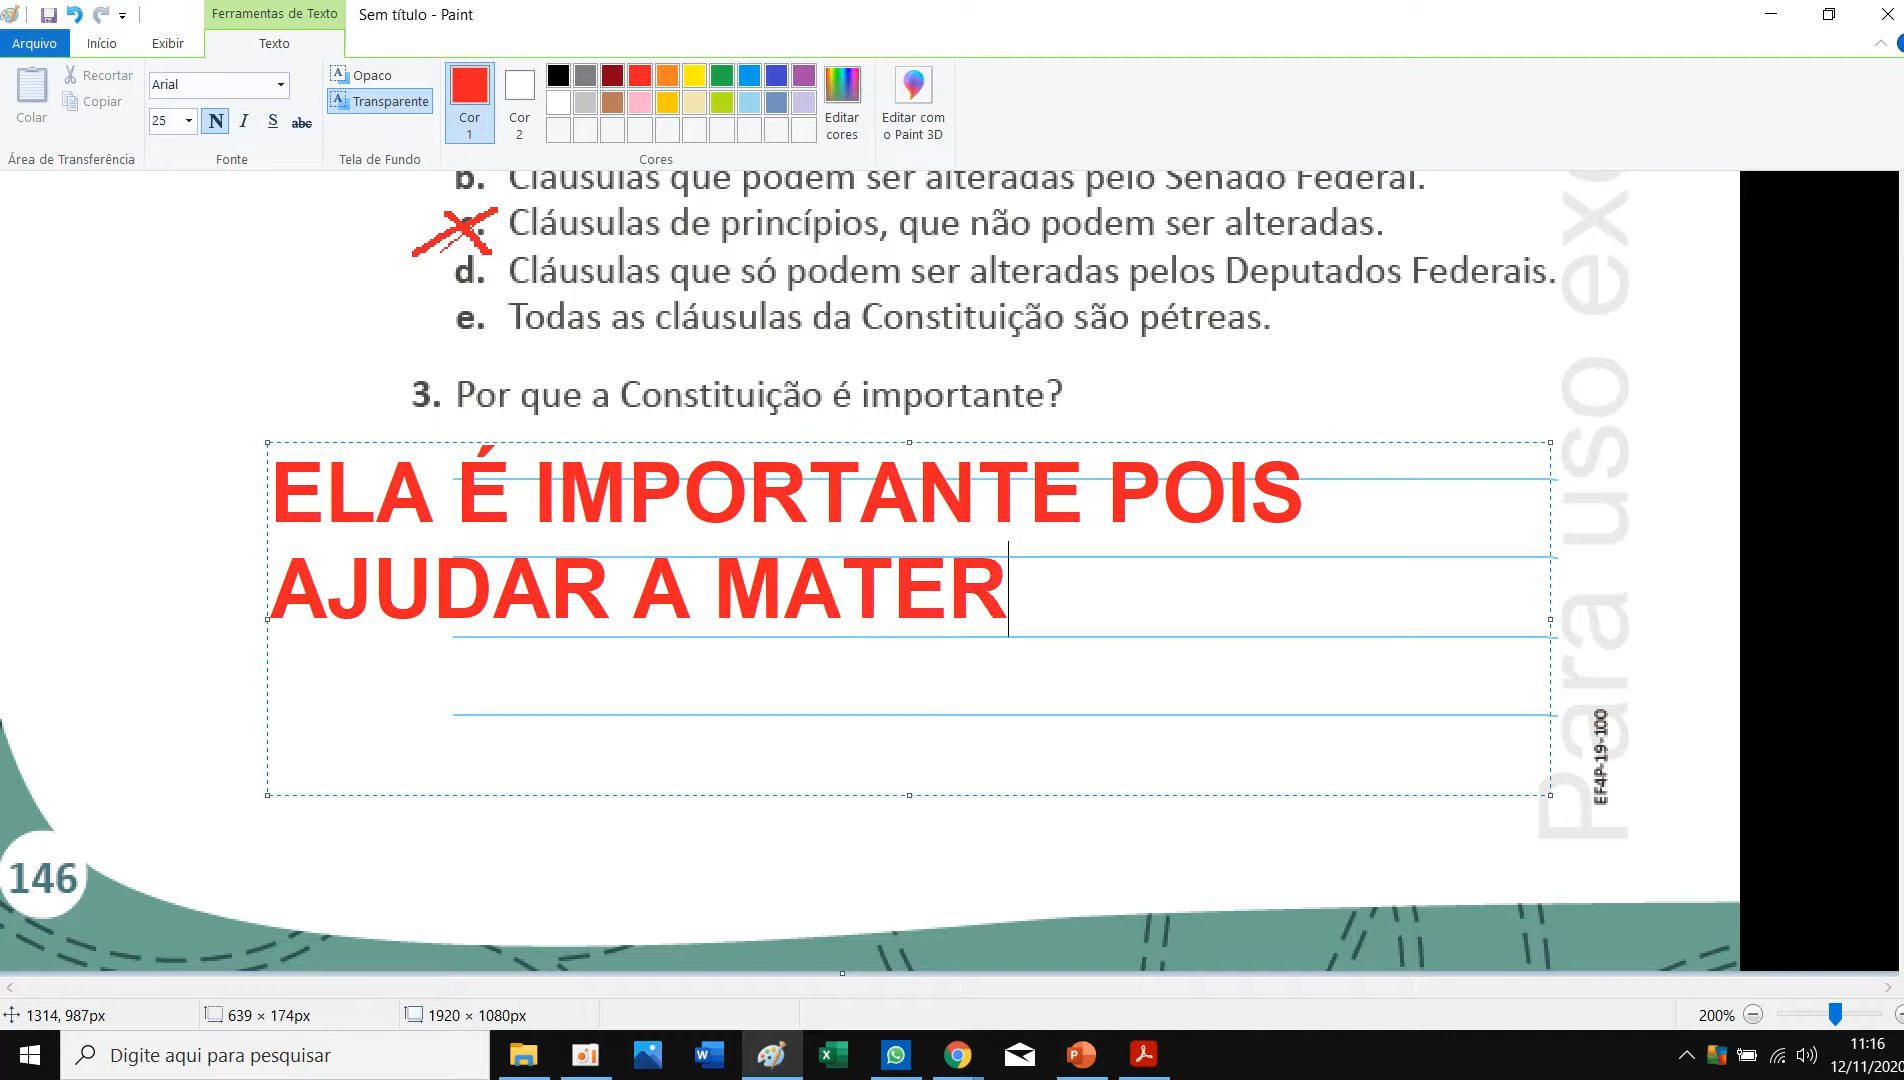 Ferramentas de Texto
Sem título - Paint
Arquivo
Início
Exibir
Texto
Colar
Recortar
Copiar
Área de Transferência
Arial
25
N I S abc
Fonte
Opaco
Transparente
Tela de Fundo
Cor
1
Cor
2
Cores
Editar
cores
Editar com
o Paint 3D
b. Cláusulas que podem ser alteradas pelo Senado Federal.
Cláusulas de princípios, que não podem ser alteradas.
d. Cláusulas que só podem ser alteradas pelos Deputados Federais.
e. Todas as cláusulas da Constituição são pétreas.
3. Por que a Constituição é importante?
ELA É IMPORTANTE POIS
AJUDAR A MATER
Para uso
EF4P-19-100
146
1314, 987px
639 × 174px
1920 × 1080px
200%
Digite aqui para pesquisar
11:16
12/11/2020